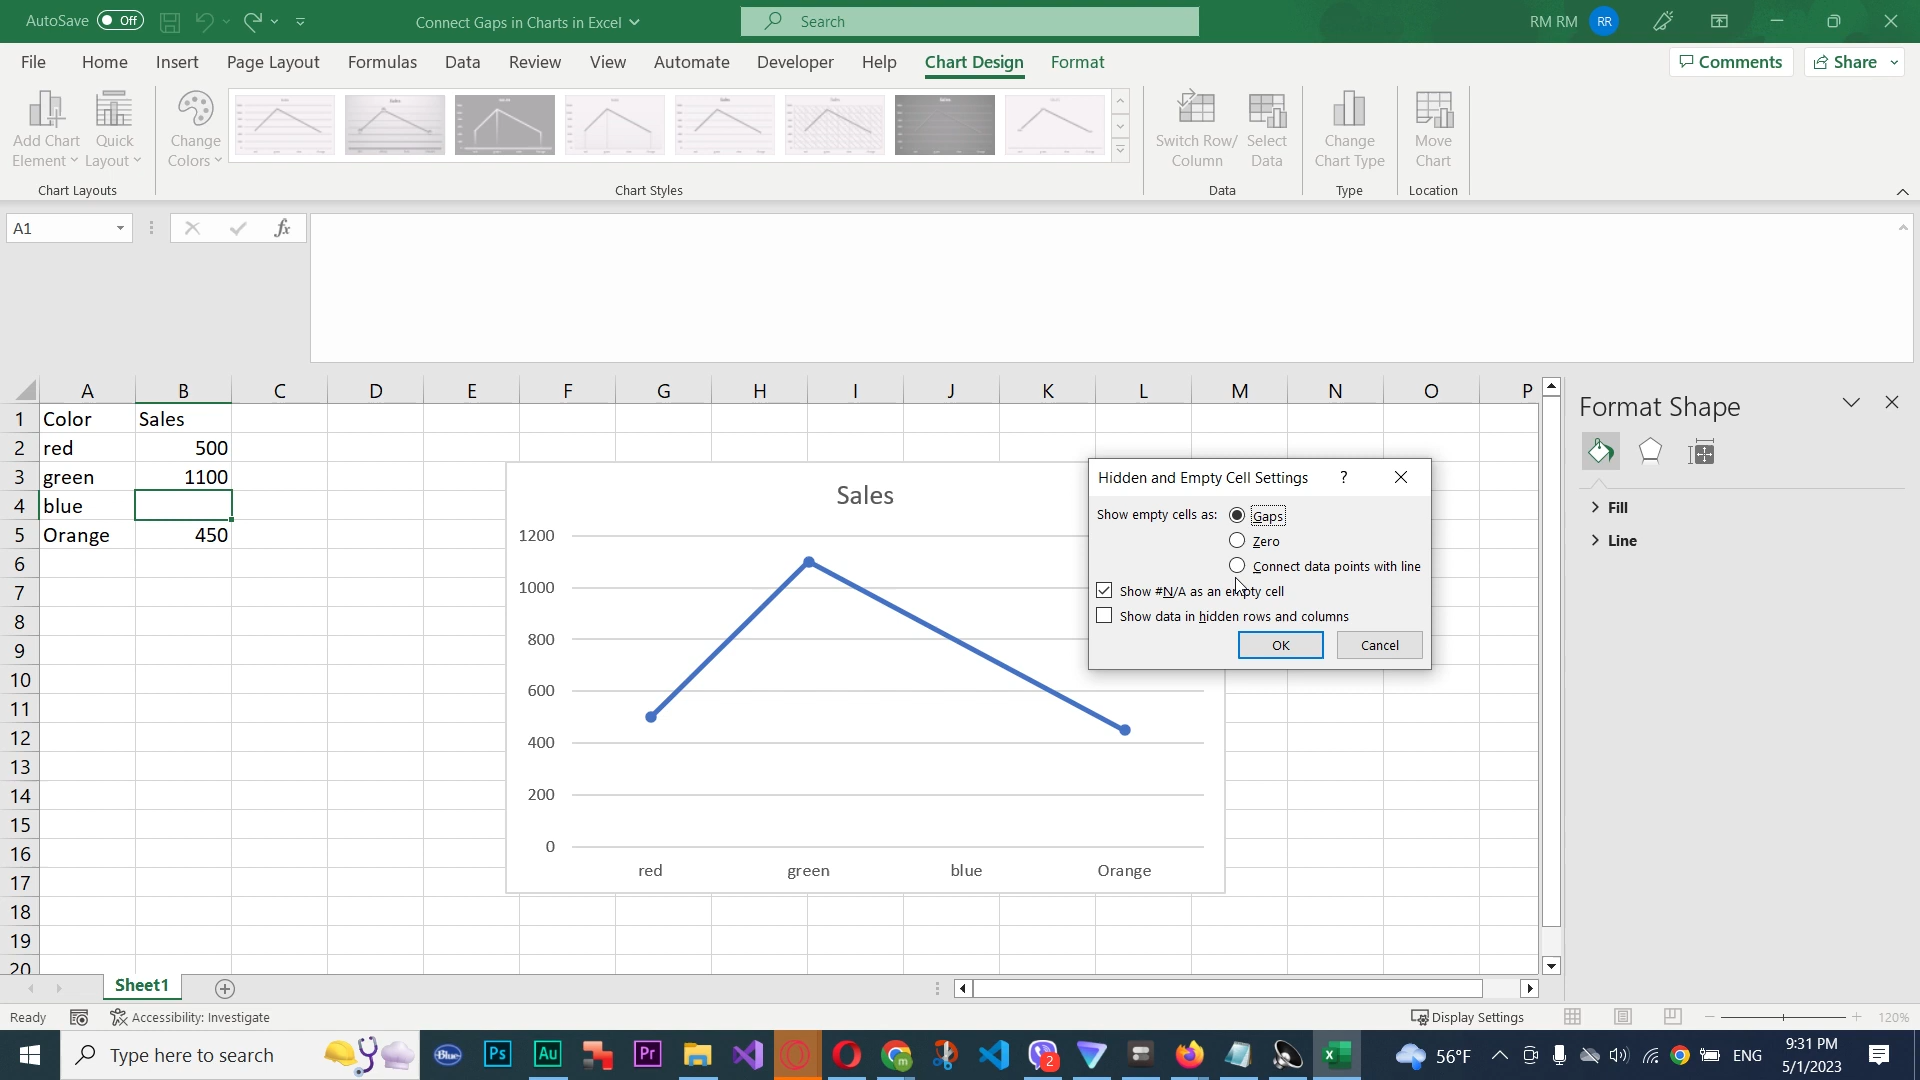 AutoSave Off Connect Gaps in Charts in Excel Search RM RM RR
File Home Insert Page Layout Formulas Data Review View Automate Developer Help Chart Design Format Comments Share
Add Chart Element Quick Layout Change Colors Switch Row/ Column Select Data Change Chart Type Move Chart
Chart Layouts Chart Styles Data Type Location
A1 fx
A B C D E F G H I J K L M N O P
1 Color Sales
2 red 500
3 green 1100
4 blue
5 Orange 450
6
7
8
9
10
11
12
13
14
15
16
17
18
19
20
Sales
1200
1000
800
600
400
200
0
red green blue Orange
Hidden and Empty Cell Settings ?
Show empty cells as: Gaps
Zero
Connect data points with line
Show #N/A as an empty cell
Show data in hidden rows and columns
OK Cancel
Format Shape
Fill
Line
Sheet1
Ready Accessibility: Investigate Display Settings 120%
Type here to search Blue Ps Au Pr 2 56°F ENG 9:31 PM
5/1/2023